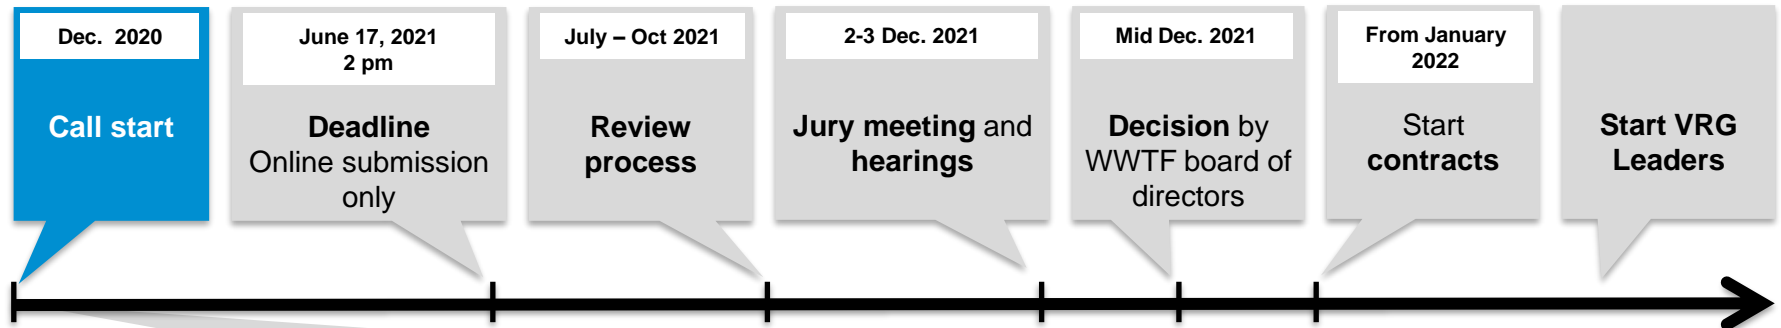 Dec. 2020
Call start
June 17, 2021
2 pm
Deadline
Online submission
only
July – Oct 2021
Review
process
2-3 Dec. 2021
Jury meeting and
hearings
Mid Dec. 2021
Decision by
WWTF board of
directors
From January
2022
Start
contracts
Start VRG
Leaders